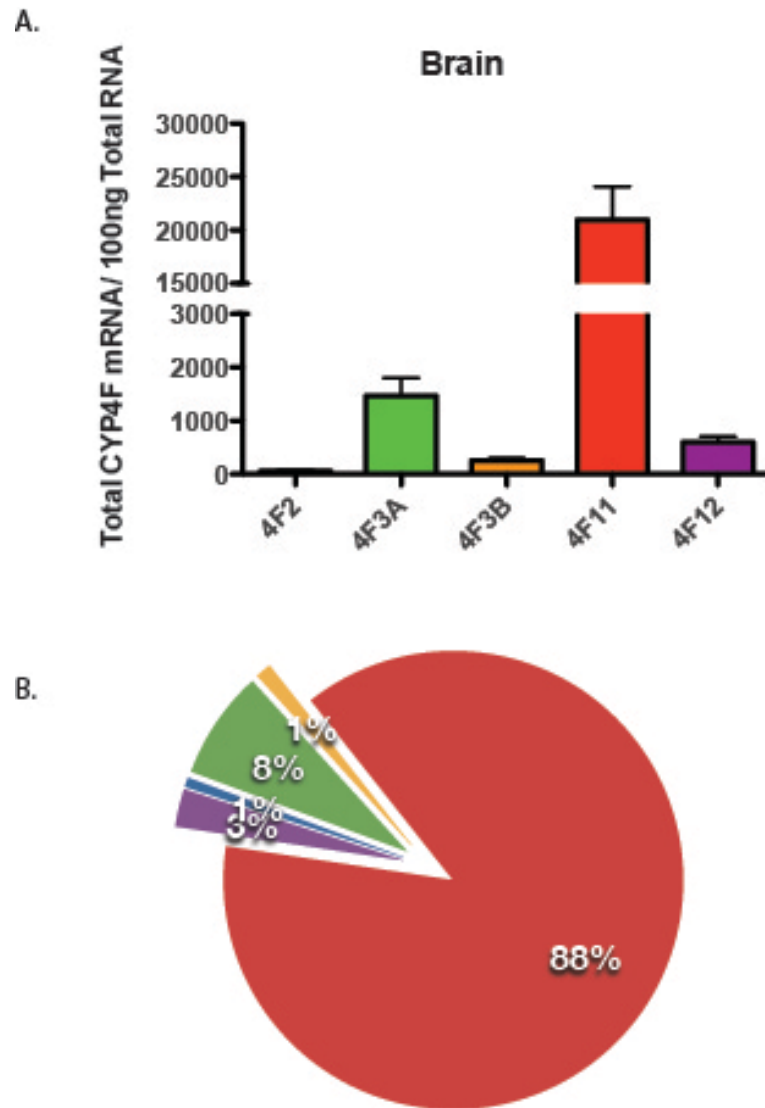 A.
Brain
Total CYP4F mRNA/ 100ng Total RNA
30000
25000
20000
15000
3000
2000
1000
0
4F2
4F3A
4F3B
4F11
4F12
B.
1%
8%
1%
3%
88%